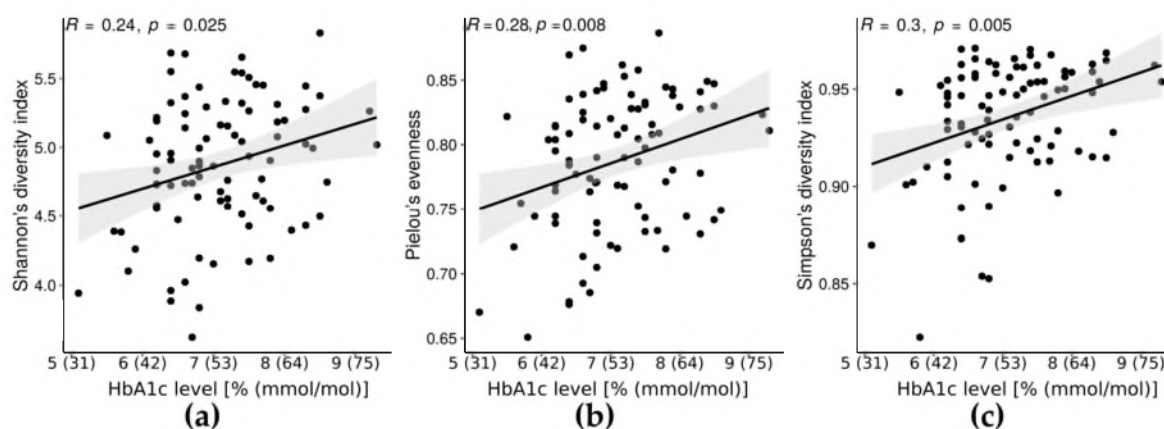 R = 0.24, p = 0.025
Shannon's diversity index
5.5
5.0
4.5
4.0
5 (31) 6 (42) 7 (53) 8 (64) 9 (75)
HbA1c level [% (mmol/mol)]
(a)
R = 0.28, p=0.008
Pielou's evenness
0.85
0.80
0.75
0.70
0.65
5 (31) 6 (42) 7 (53) 8 (64) 9 (75)
HbA1c level [% (mmol/mol)]
(b)
R = 0.3, p = 0.005
Simpson's diversity index
0.95
0.90
0.85
5 (31) 6 (42) 7 (53) 8 (64) 9 (75)
HbA1c level [% (mmol/mol)]
(c)